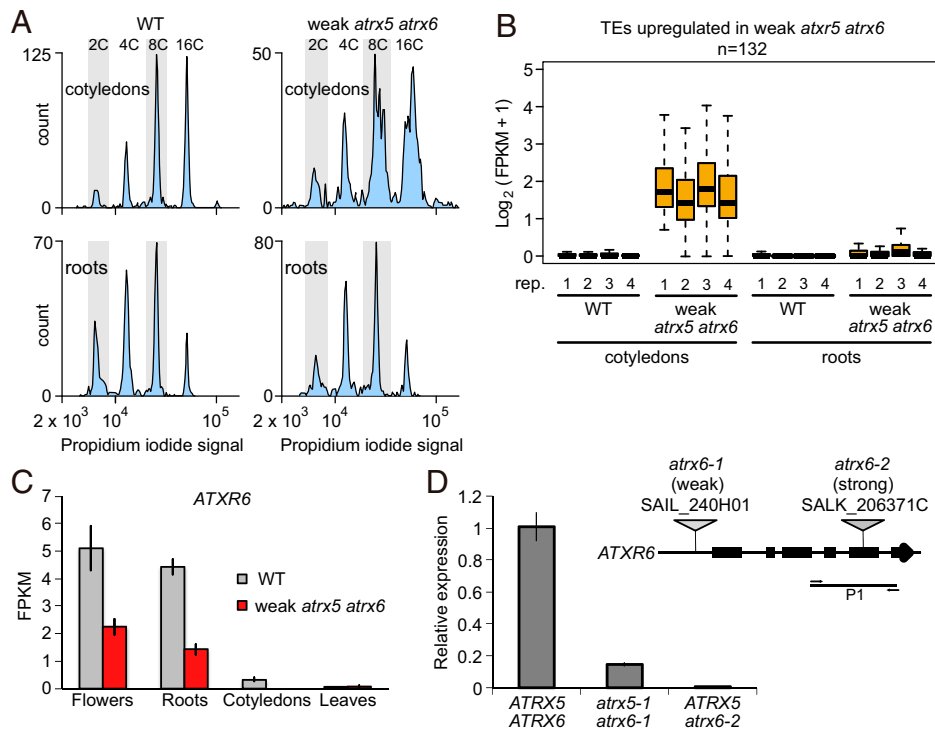 A
WT
weak atrx5 atrx6
2C 4C 8C 16C
2C 4C 8C 16C
125
cotyledons
count
0
50
cotyledons
0
70
roots
count
0
80
roots
0
2 x 10³ 10⁴ 10⁵
2 x 10³ 10⁴ 10⁵
Propidium iodide signal
Propidium iodide signal
B
TEs upregulated in weak atxr5 atrx6
n=132
Log₂ (FPKM + 1)
5
4
3
2
1
0
rep. 1 2 3 4 1 2 3 4 1 2 3 4 1 2 3 4
WT weak atrx5 atrx6 WT weak atrx5 atrx6
cotyledons roots
C
ATXR6
FPKM
7
6
5
4
3
2
1
0
WT
weak atrx5 atrx6
Flowers Roots Cotyledons Leaves
D
Relative expression
1.2
1
0.8
0.6
0.4
0.2
0
ATRX5 ATRX6
atrx5-1 atrx6-1
ATRX5 atrx6-2
atrx6-1
(weak)
SAIL_240H01
atrx6-2
(strong)
SALK_206371C
ATXR6
P1